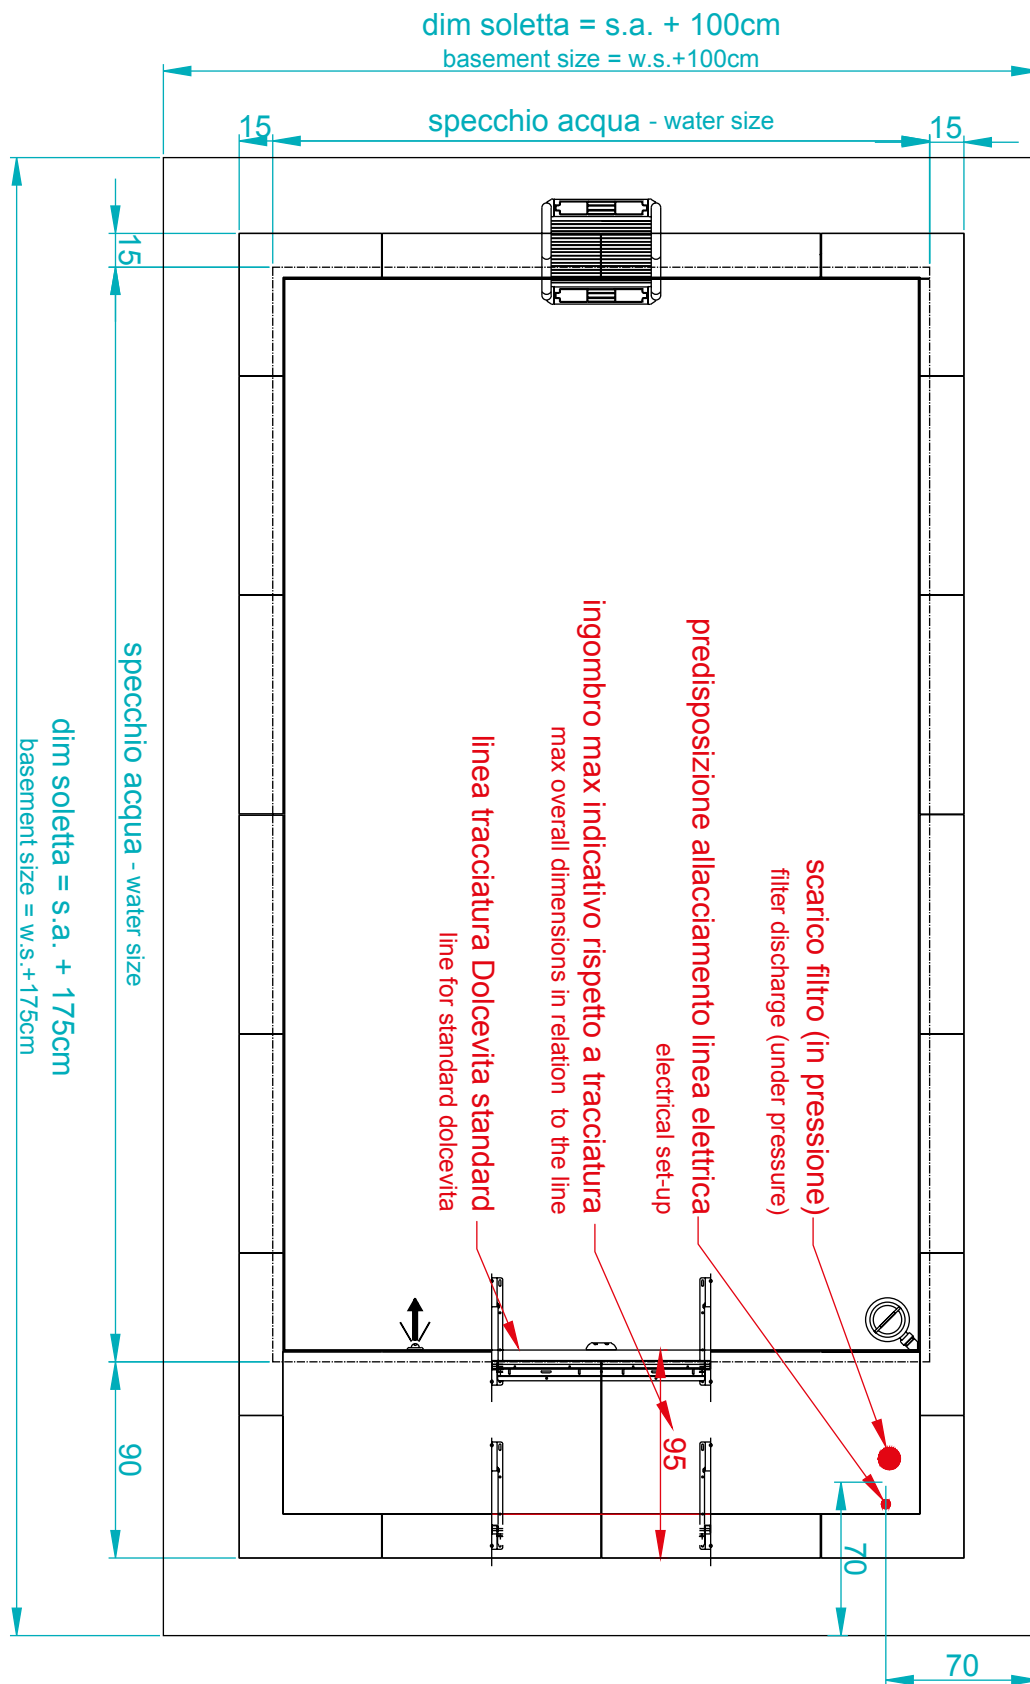 dim soletta = s.a. + 100cm
basement size = w.s.+100cm
15
specchio acqua - water size
15
15
specchio acqua - water size
dim soletta = s.a. + 175cm
basement size = w.s.+175cm
scarico filtro (in pressione)
filter discharge (under pressure)
predisposizione allacciamento linea elettrica
electrical set-up
ingombro max indicativo rispetto a tracciatura
max overall dimensions in relation to the line
linea tracciatura Dolcevita standard
line for standard dolcevita
90
95
70
70